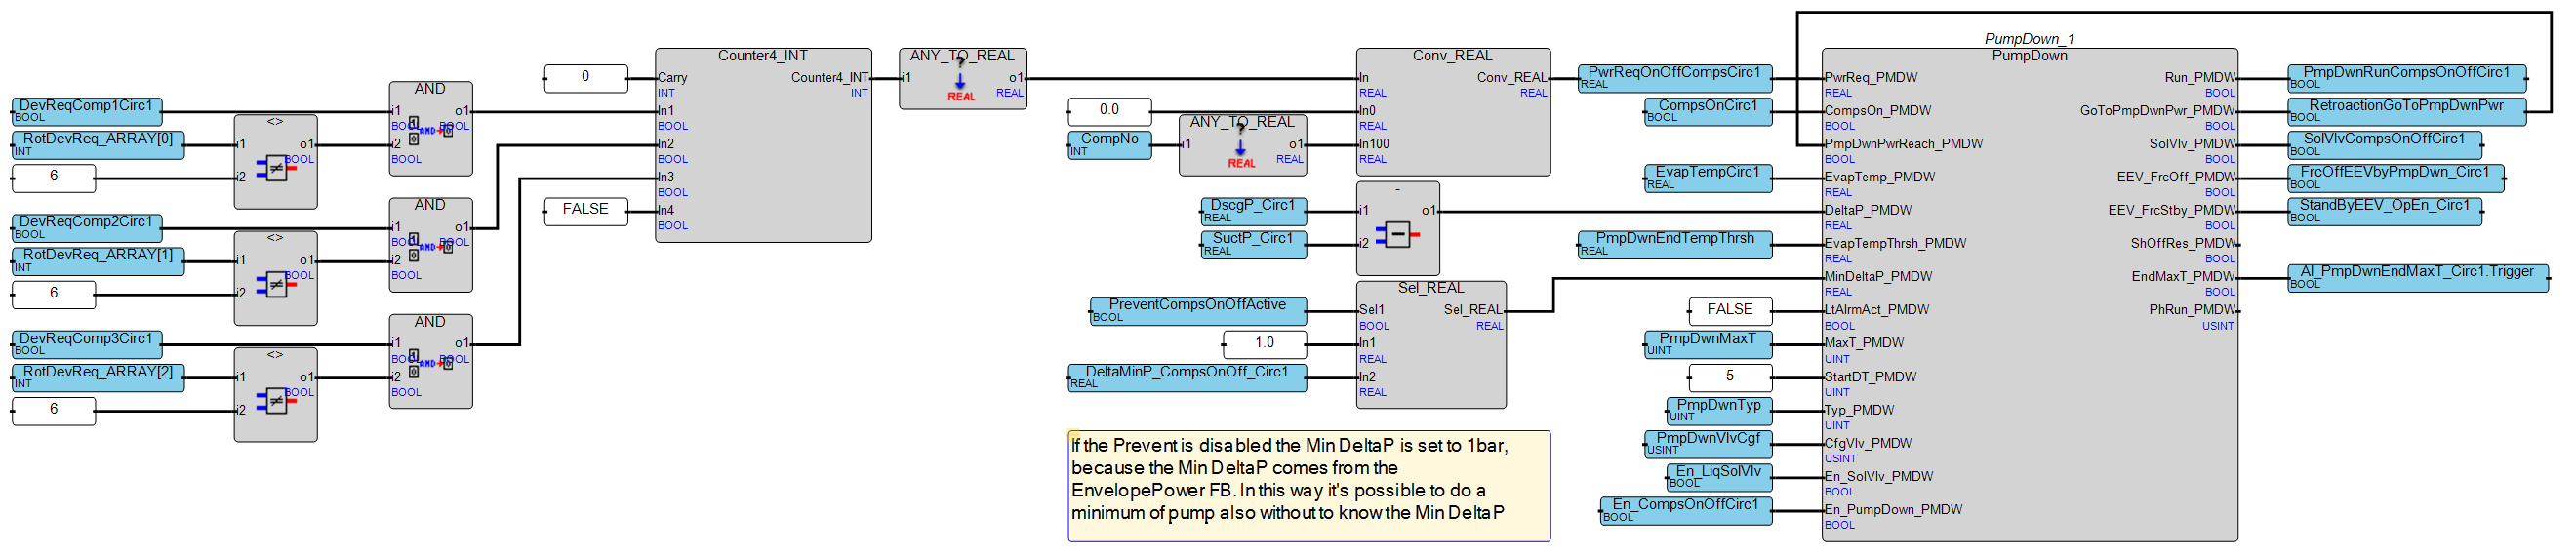 DevReqComp1Circ1
BOOL
RotDevReq_ARRAY[0]
INT
6
<>
i1
i2
o1
BOOL
AND
i1
BOOL
i2
BOOL
o1
BOOL
AND
DevReqComp2Circ1
BOOL
RotDevReq_ARRAY[1]
INT
6
<>
i1
i2
o1
BOOL
AND
i1
BOOL
i2
BOOL
o1
BOOL
AND
DevReqComp3Circ1
BOOL
RotDevReq_ARRAY[2]
INT
6
<>
i1
i2
o1
BOOL
AND
i1
BOOL
i2
BOOL
o1
BOOL
AND
0
FALSE
Counter4_INT
Carry
INT
In1
BOOL
In2
BOOL
In3
BOOL
In4
BOOL
Counter4_INT
INT
ANY_TO_REAL
i1
?
REAL
o1
REAL
0.0
CompNo
INT
ANY_TO_REAL
i1
?
REAL
o1
REAL
Conv_REAL
In
REAL
In0
REAL
In100
REAL
Conv_REAL
REAL
DscgP_Circ1
REAL
SuctP_Circ1
REAL
-
i1
i2
o1
PreventCompsOnOffActive
BOOL
1.0
DeltaMinP_CompsOnOff_Circ1
REAL
Sel_REAL
Sel1
BOOL
In1
REAL
In2
REAL
Sel_REAL
REAL
If the Prevent is disabled the Min DeltaP is set to 1bar,
because the Min DeltaP comes from the
EnvelopePower FB. In this way it's possible to do a
minimum of pump also without to know the Min DeltaP
PwrReqOnOffCompsCirc1
REAL
CompsOnCirc1
BOOL
EvapTempCirc1
REAL
PmpDwnEndTempThrsh
REAL
FALSE
PmpDwnMaxT
UINT
5
PmpDwnTyp
UINT
PmpDwnVlvCgf
USINT
En_LiqSolVlv
BOOL
En_CompsOnOffCirc1
BOOL
PumpDown_1
PumpDown
PwrReq_PMDW
REAL
CompsOn_PMDW
BOOL
PmpDwnPwrReach_PMDW
BOOL
EvapTemp_PMDW
REAL
DeltaP_PMDW
REAL
EvapTempThrsh_PMDW
REAL
MinDeltaP_PMDW
REAL
LtAlrmAct_PMDW
BOOL
MaxT_PMDW
UINT
StartDT_PMDW
UINT
Typ_PMDW
UINT
CfgVlv_PMDW
USINT
En_SolVlv_PMDW
BOOL
En_PumpDown_PMDW
BOOL
Run_PMDW
BOOL
GoToPmpDwnPwr_PMDW
BOOL
SolVlv_PMDW
BOOL
EEV_FrcOff_PMDW
BOOL
EEV_FrcStby_PMDW
BOOL
ShOffRes_PMDW
BOOL
EndMaxT_PMDW
BOOL
PhRun_PMDW
USINT
PmpDwnRunCompsOnOffCirc1
BOOL
RetroactionGoToPmpDwnPwr
BOOL
SolVlvCompsOnOffCirc1
BOOL
FrcOffEEVbyPmpDwn_Circ1
BOOL
StandByEEV_OpEn_Circ1
BOOL
Al_PmpDwnEndMaxT_Circ1.Trigger
BOOL